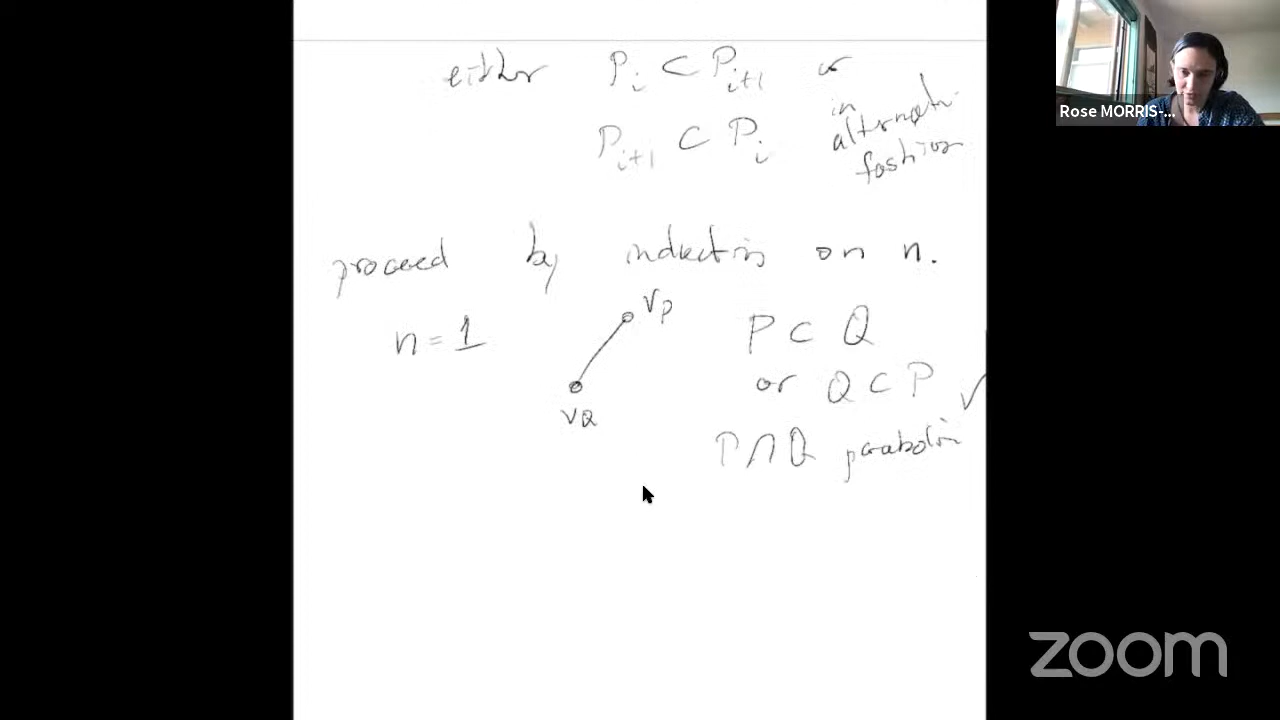 either P_i ⊂ P_{i+1} or
P_{i+1} ⊂ P_i in
fashion
proceed by induction on n.
n = 1
V_P
V_Q
P ⊂ Q
or Q ⊂ P ✓
P ∩ Q parabolic
Rose MORRIS-...
zoom